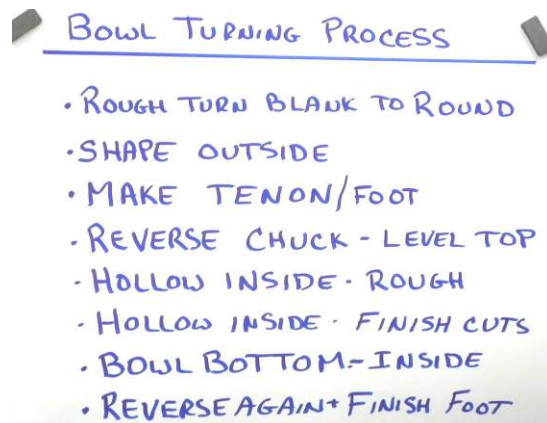 BOWL TURNING PROCESS
• ROUGH TURN BLANK TO ROUND
• SHAPE OUTSIDE
• MAKE TENON/FOOT
• REVERSE CHUCK - LEVEL TOP
• HOLLOW INSIDE - ROUGH
• HOLLOW INSIDE - FINISH CUTS
• BOWL BOTTOM - INSIDE
• REVERSE AGAIN + FINISH FOOT